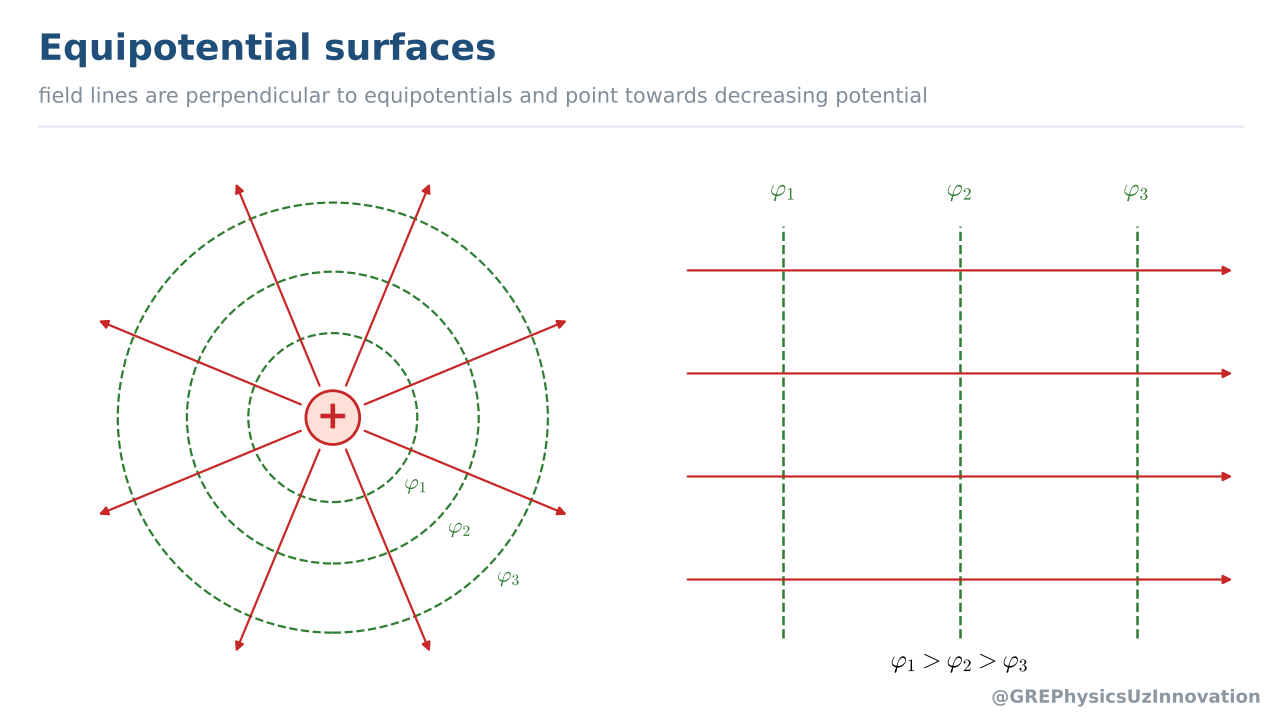 Equipotential surfaces
field lines are perpendicular to equipotentials and point towards decreasing potential
+
φ₁
φ₂
φ₃
φ₁
φ₂
φ₃
φ₁ > φ₂ > φ₃
@GREPhysicsUzInnovation